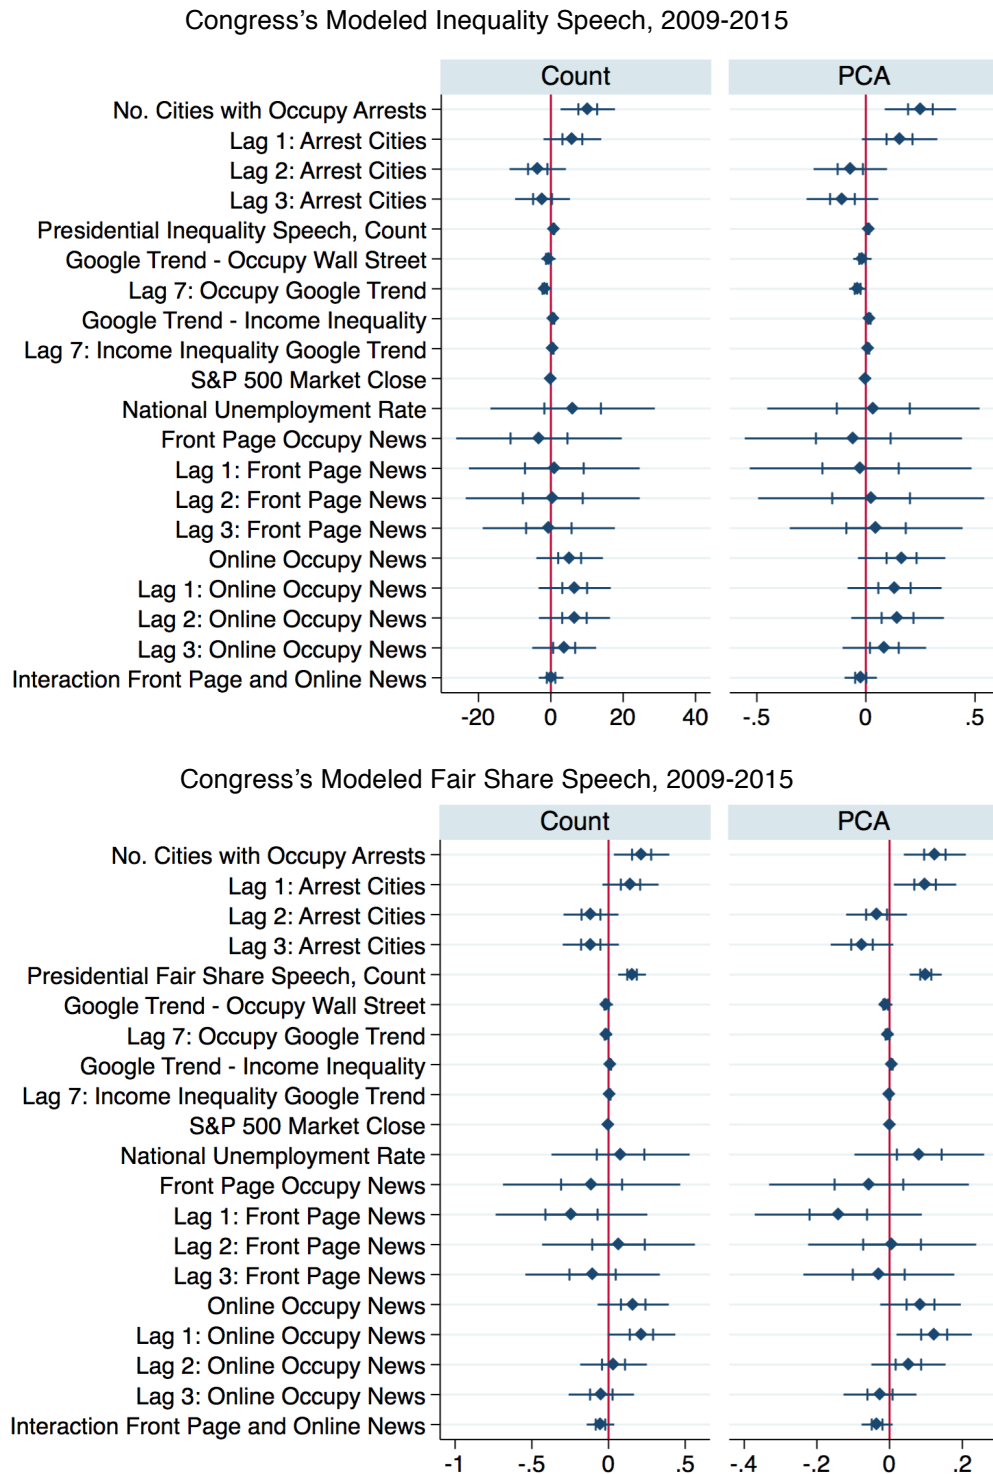 Congress’s Modeled Inequality Speech, 2009-2015
Count PCA
No. Cities with Occupy Arrests
Lag 1: Arrest Cities
Lag 2: Arrest Cities
Lag 3: Arrest Cities
Presidential Inequality Speech, Count
Google Trend - Occupy Wall Street
Lag 7: Occupy Google Trend
Google Trend - Income Inequality
Lag 7: Income Inequality Google Trend
S&P 500 Market Close
National Unemployment Rate
Front Page Occupy News
Lag 1: Front Page News
Lag 2: Front Page News
Lag 3: Front Page News
Online Occupy News
Lag 1: Online Occupy News
Lag 2: Online Occupy News
Lag 3: Online Occupy News
Interaction Front Page and Online News
-20 0 20 40 -.5 0 .5
Congress’s Modeled Fair Share Speech, 2009-2015
Count PCA
No. Cities with Occupy Arrests
Lag 1: Arrest Cities
Lag 2: Arrest Cities
Lag 3: Arrest Cities
Presidential Fair Share Speech, Count
Google Trend - Occupy Wall Street
Lag 7: Occupy Google Trend
Google Trend - Income Inequality
Lag 7: Income Inequality Google Trend
S&P 500 Market Close
National Unemployment Rate
Front Page Occupy News
Lag 1: Front Page News
Lag 2: Front Page News
Lag 3: Front Page News
Online Occupy News
Lag 1: Online Occupy News
Lag 2: Online Occupy News
Lag 3: Online Occupy News
Interaction Front Page and Online News
-1 -.5 0 .5 -.4 -.2 0 .2